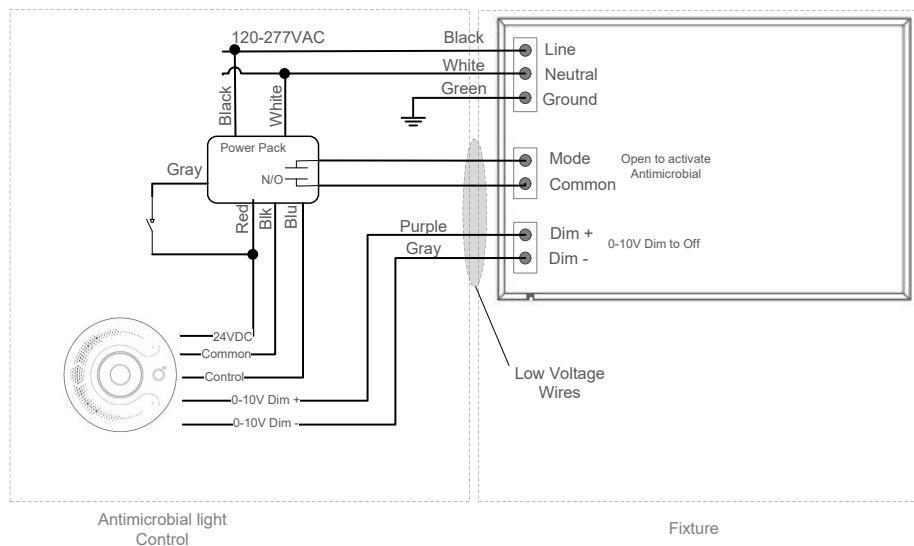 120-277VAC
Black
White
Green
Line
Neutral
Ground
Black
White
Power Pack
N/O
Gray
Red
Blk
Blu
Mode
Common
Open to activate
Antimicrobial
Purple
Gray
Dim +
Dim -
0-10V Dim to Off
24VDC
Common
Control
0-10V Dim +
0-10V Dim -
Low Voltage
Wires
Antimicrobial light
Control
Fixture